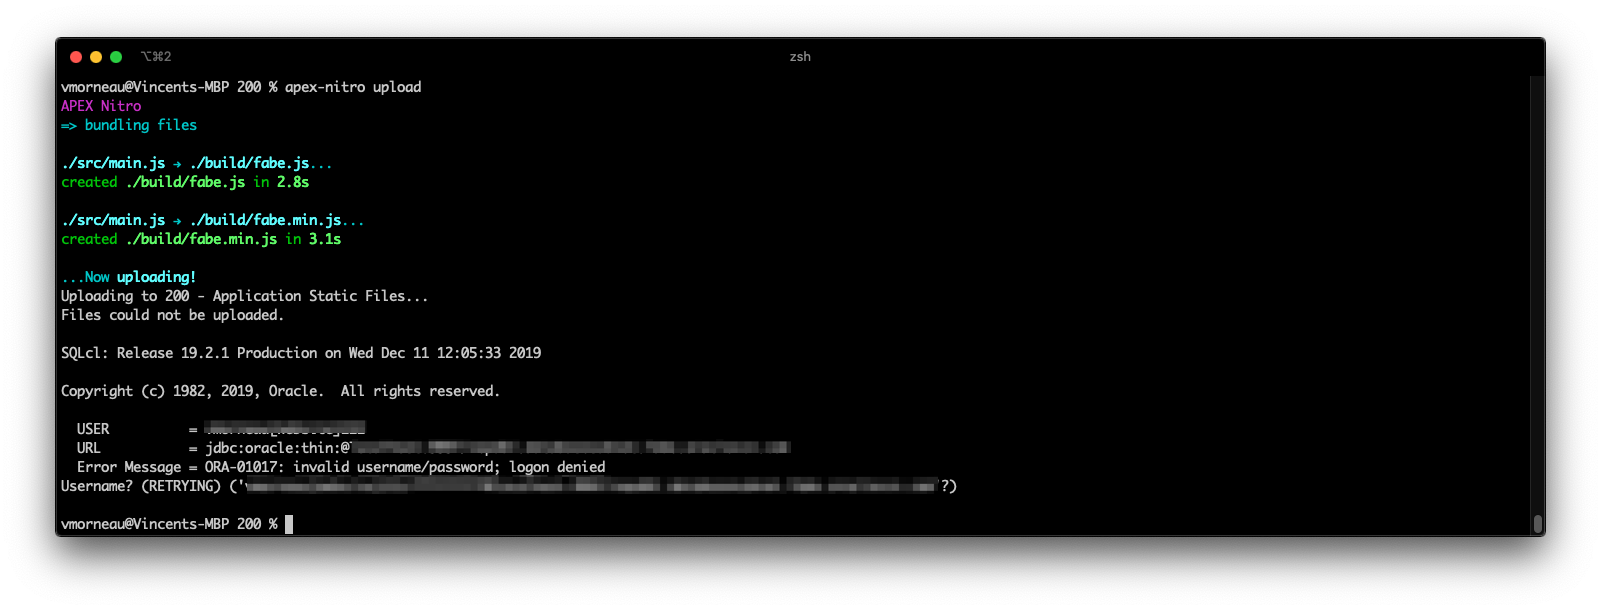 ⌥⌘2
zsh
vmorneau@Vincents-MBP 200 % apex-nitro upload
APEX Nitro
=> bundling files
./src/main.js → ./build/fabe.js...
created ./build/fabe.js in 2.8s
./src/main.js → ./build/fabe.min.js...
created ./build/fabe.min.js in 3.1s
...Now uploading!
Uploading to 200 - Application Static Files...
Files could not be uploaded.
SQLcl: Release 19.2.1 Production on Wed Dec 11 12:05:33 2019
Copyright (c) 1982, 2019, Oracle.  All rights reserved.
USER          =
URL           = jdbc:oracle:thin:@
Error Message = ORA-01017: invalid username/password; logon denied
Username? (RETRYING) ('                    '?)
vmorneau@Vincents-MBP 200 %